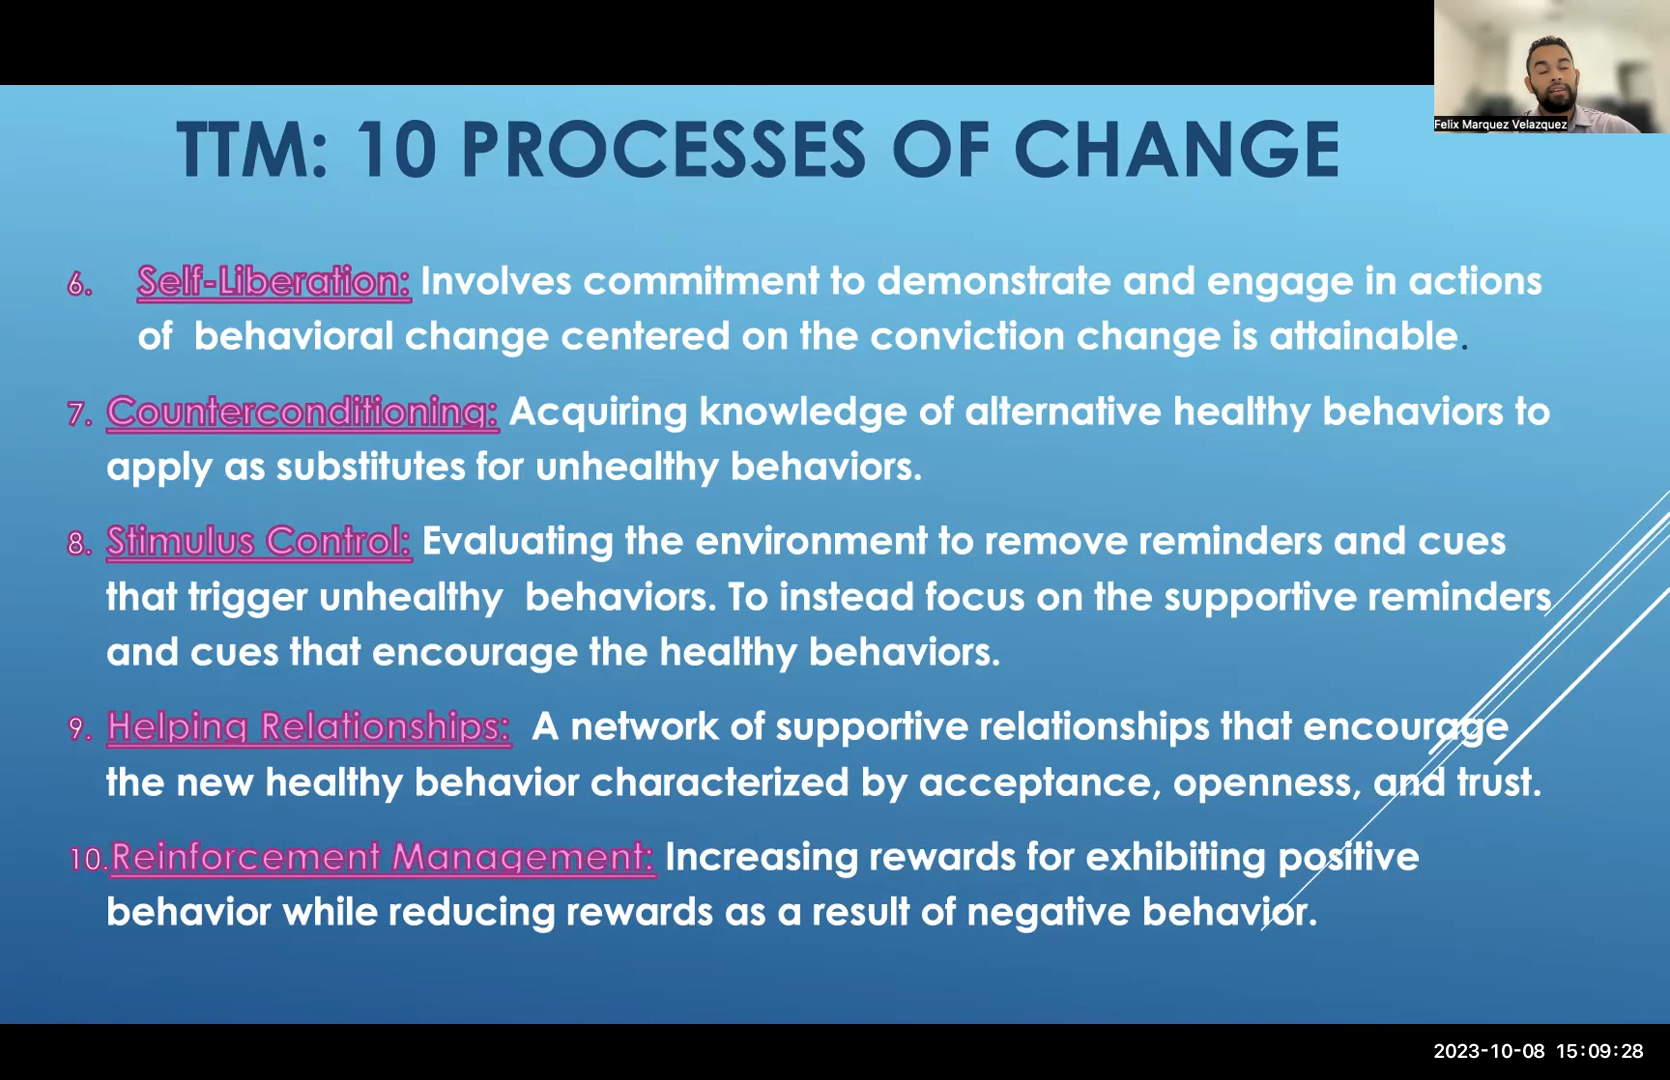 Felix Marquez Velazquez
TTM: 10 PROCESSES OF CHANGE
6. Self-Liberation: Involves commitment to demonstrate and engage in actions
of behavioral change centered on the conviction change is attainable.
7. Counterconditioning: Acquiring knowledge of alternative healthy behaviors to
apply as substitutes for unhealthy behaviors.
8. Stimulus Control: Evaluating the environment to remove reminders and cues
that trigger unhealthy behaviors. To instead focus on the supportive reminders
and cues that encourage the healthy behaviors.
9. Helping Relationships: A network of supportive relationships that encourage
the new healthy behavior characterized by acceptance, openness, and trust.
10. Reinforcement Management: Increasing rewards for exhibiting positive
behavior while reducing rewards as a result of negative behavior.
2023-10-08 15:09:28